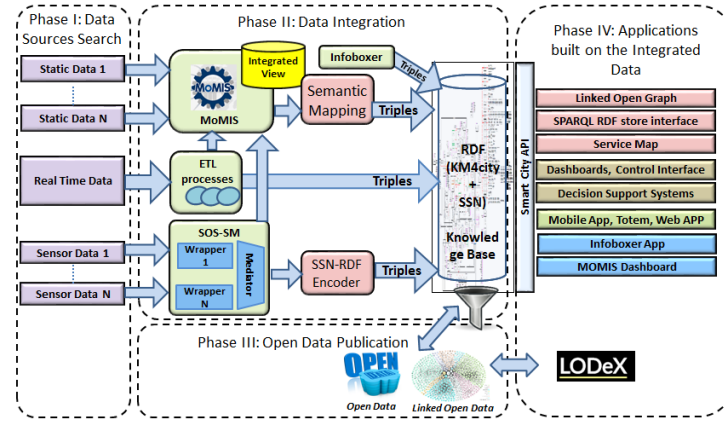 Phase I: Data
Sources Search
Static Data 1
Static Data N
Real Time Data
Sensor Data 1
Sensor Data N
Phase II: Data Integration
MoMIS
MoMIS
Integrated
View
Infoboxer
Semantic
Mapping
Triples
Triples
ETL
processes
Triples
SOS-SM
Wrapper
1
Wrapper
N
Mediator
SSN-RDF
Encoder
Triples
RDF
(KM4city
+
SSN)
Knowled
ge Base
Smart City API
Phase III: Open Data Publication
OPEN
DATA
Open Data
Linked Open Data
Phase IV: Applications
built on the Integrated
Data
Linked Open Graph
SPARQL RDF store interface
Service Map
Dashboards, Control Interface
Decision Support Systems
Mobile App, Totem, Web APP
Infoboxer App
MOMIS Dashboard
LODeX